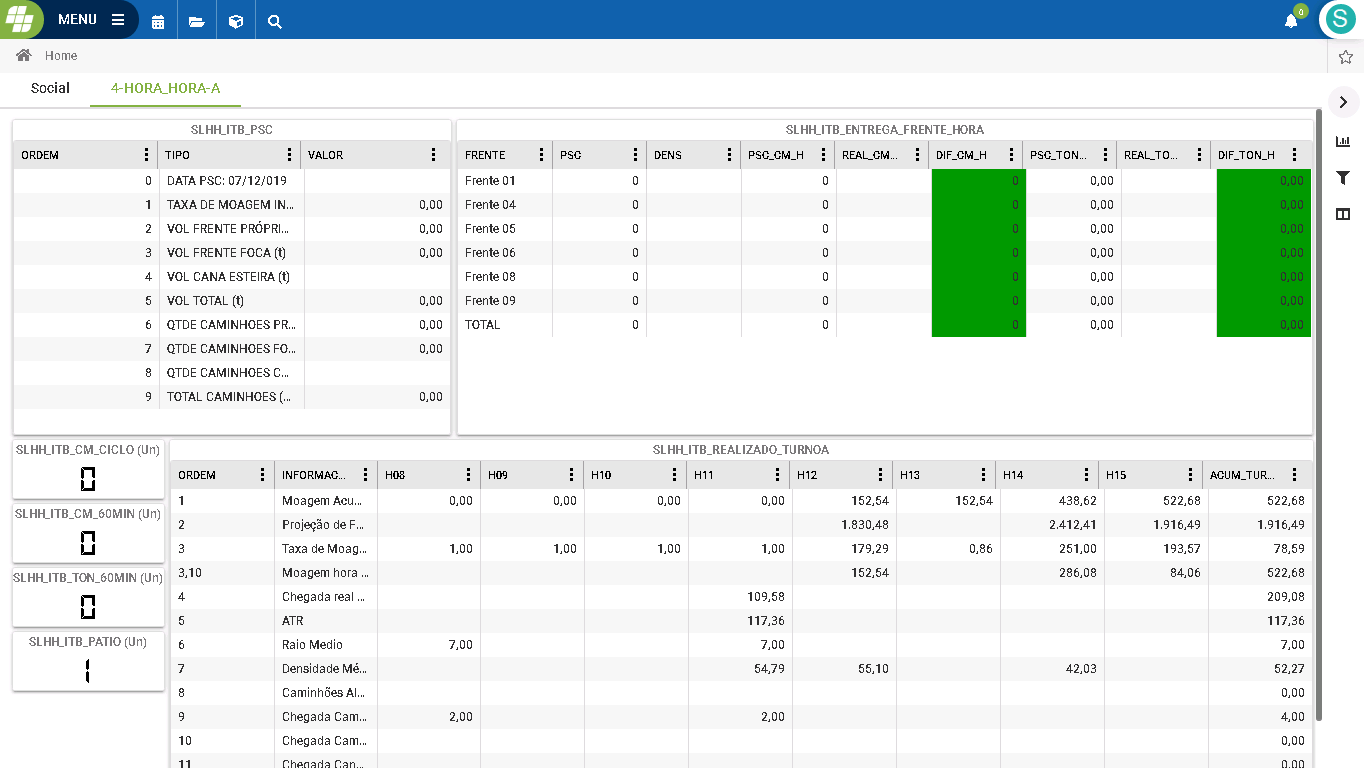 MENU
0
S
Home
Social 4-HORA_HORA-A
SLHH_ITB_PSC
ORDEM TIPO VALOR
0 DATA PSC: 07/12/019
1 TAXA DE MOAGEM IN... 0,00
2 VOL FRENTE PRÓPRI... 0,00
3 VOL FRENTE FOCA (t) 0,00
4 VOL CANA ESTEIRA (t)
5 VOL TOTAL (t) 0,00
6 QTDE CAMINHOES PR... 0,00
7 QTDE CAMINHOES FO... 0,00
8 QTDE CAMINHOES C...
9 TOTAL CAMINHOES (... 0,00
SLHH_ITB_ENTREGA_FRENTE_HORA
FRENTE PSC DENS PSC_CM_H REAL_CM... DIF_CM_H PSC_TON... REAL_TO... DIF_TON_H
Frente 01 0 0 0 0,00 0,00
Frente 04 0 0 0 0,00 0,00
Frente 05 0 0 0 0,00 0,00
Frente 06 0 0 0 0,00 0,00
Frente 08 0 0 0 0,00 0,00
Frente 09 0 0 0 0,00 0,00
TOTAL 0 0 0 0,00 0,00
SLHH_ITB_CM_CICLO (Un)
0
SLHH_ITB_CM_60MIN (Un)
0
SLHH_ITB_TON_60MIN (Un)
0
SLHH_ITB_PATIO (Un)
1
SLHH_ITB_REALIZADO_TURNOA
ORDEM INFORMAC... H08 H09 H10 H11 H12 H13 H14 H15 ACUM_TUR...
1 Moagem Acu... 0,00 0,00 0,00 0,00 152,54 152,54 438,62 522,68 522,68
2 Projeção de F... 1.830,48 2.412,41 1.916,49 1.916,49
3 Taxa de Moag... 1,00 1,00 1,00 1,00 179,29 0,86 251,00 193,57 78,59
3,10 Moagem hora ... 152,54 286,08 84,06 522,68
4 Chegada real ... 109,58 209,08
5 ATR 117,36 117,36
6 Raio Medio 7,00 7,00 7,00
7 Densidade Mé... 54,79 55,10 42,03 52,27
8 Caminhões Al... 0,00
9 Chegada Cam... 2,00 2,00 4,00
10 Chegada Cam... 0,00
11 Chegada Can... 0,00